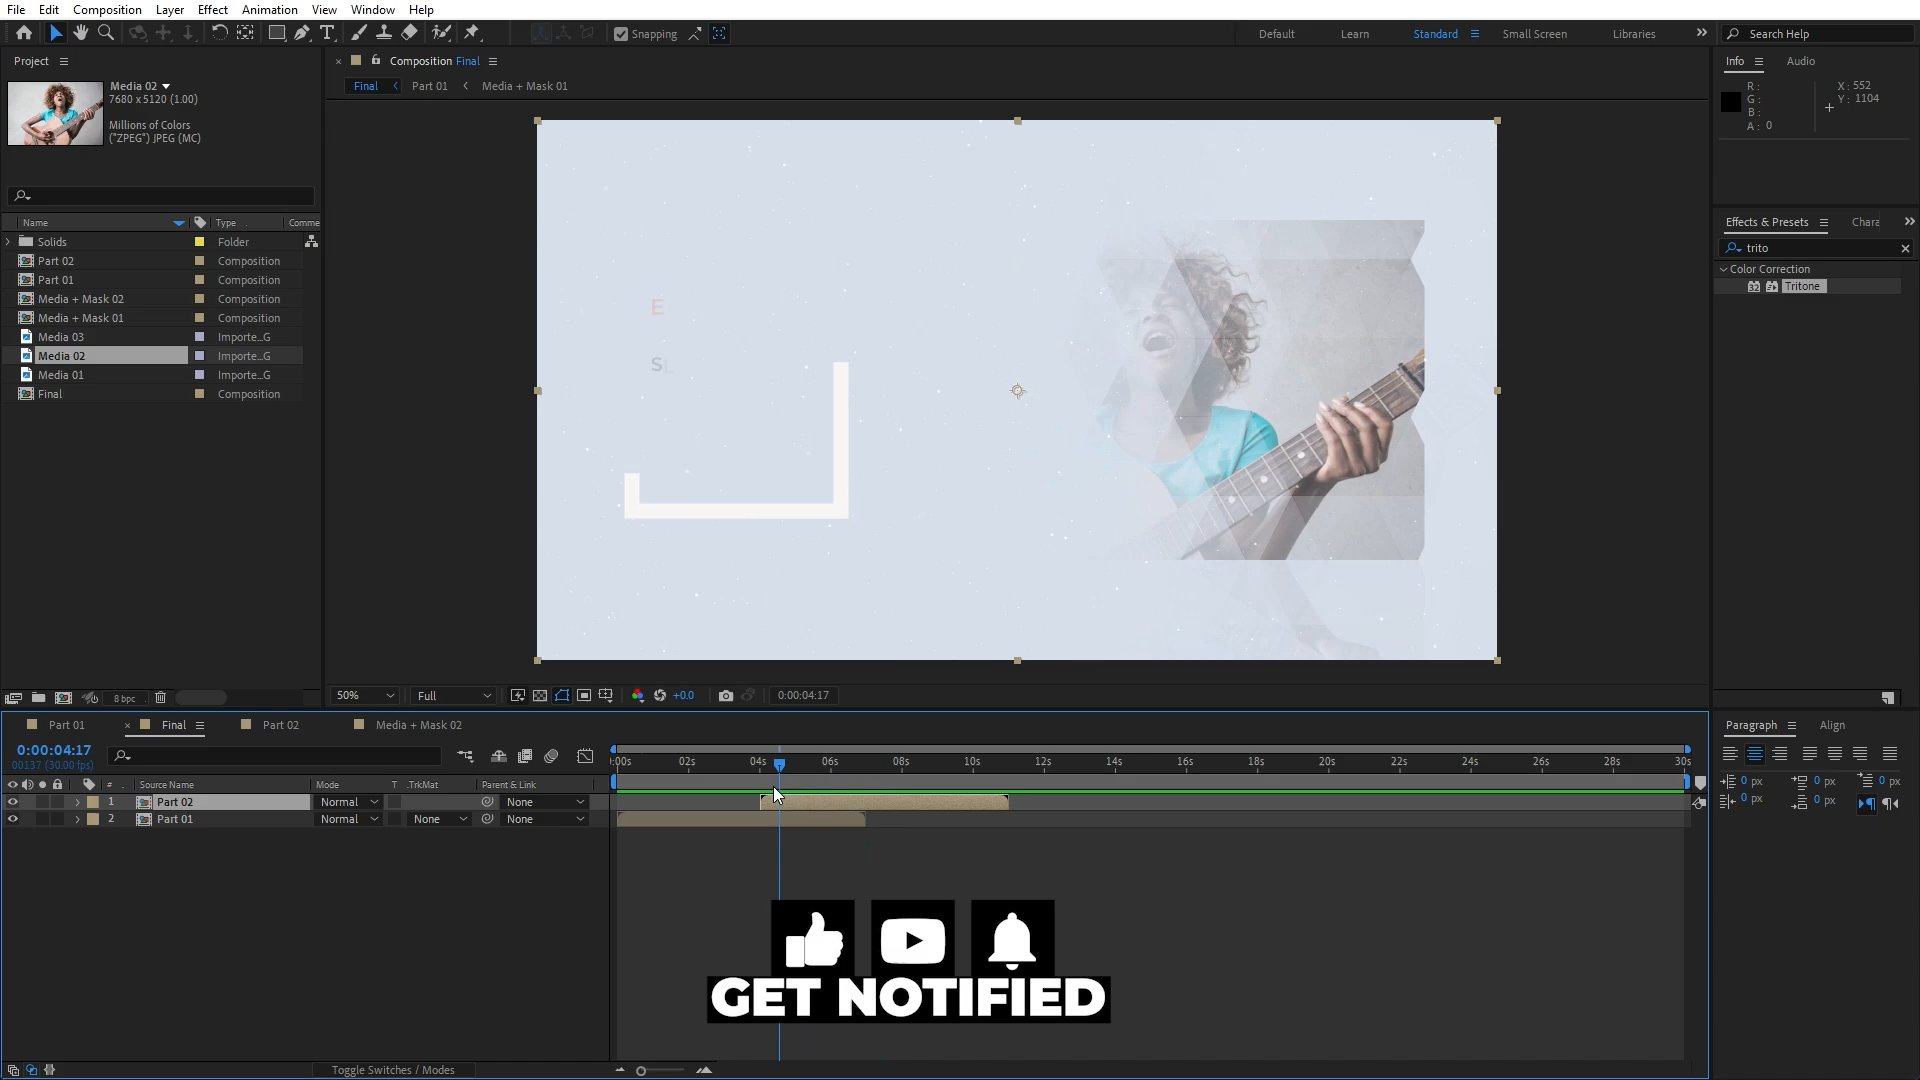 File Edit Composition Layer Effect Animation View Window Help
Snapping
Default Learn Standard Small Screen Libraries
Search Help
Project
Media 02
7680 x 5120 (1.00)
Millions of Colors
("ZPEG") JPEG (MC)
Name Type Comme
Solids Folder
Part 02 Composition
Part 01 Composition
Media + Mask 02 Composition
Media + Mask 01 Composition
Media 03 Importe...G
Media 02 Importe...G
Media 01 Importe...G
Final Composition
8 bpc
Composition Final
Final Part 01 Media + Mask 01
E
SL
50% Full +0.0 0:00:04:17
Info Audio
R :
G :
B :
A : 0
X : 552
Y : 1104
Effects & Presets Chara
trito
Color Correction
32 Tritone
Part 01 Final Part 02 Media + Mask 02
0:00:04:17
00137 (30.00 fps)
# Source Name Mode T .TrkMat Parent & Link
1 Part 02 Normal None
2 Part 01 Normal None None
:00s 02s 04s 06s 08s 10s 12s 14s 16s 18s 20s 22s 24s 26s 28s 30s
GET NOTIFIED
Toggle Switches / Modes
Paragraph Align
0 px 0 px 0 px
0 px 0 px